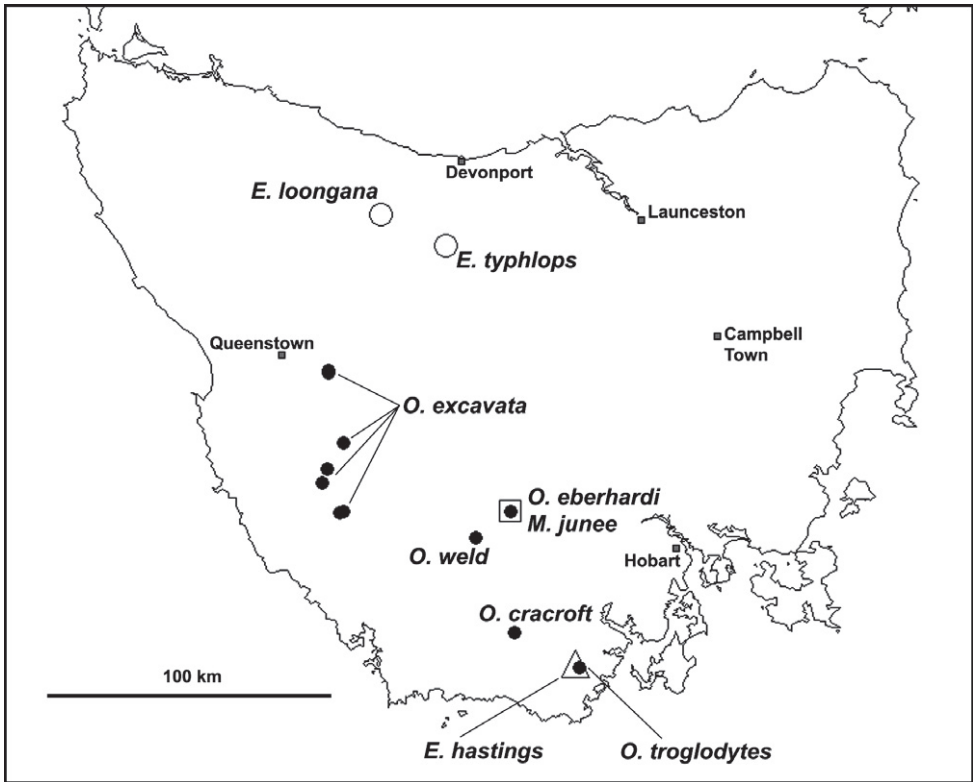 Devonport
E. loongana
Launceston
E. typhlops
Queenstown
Campbell
Town
O. excavata
O. eberhardi
M. junee
O. weld
Hobart
O. cracroft
100 km
E. hastings
O. troglodytes